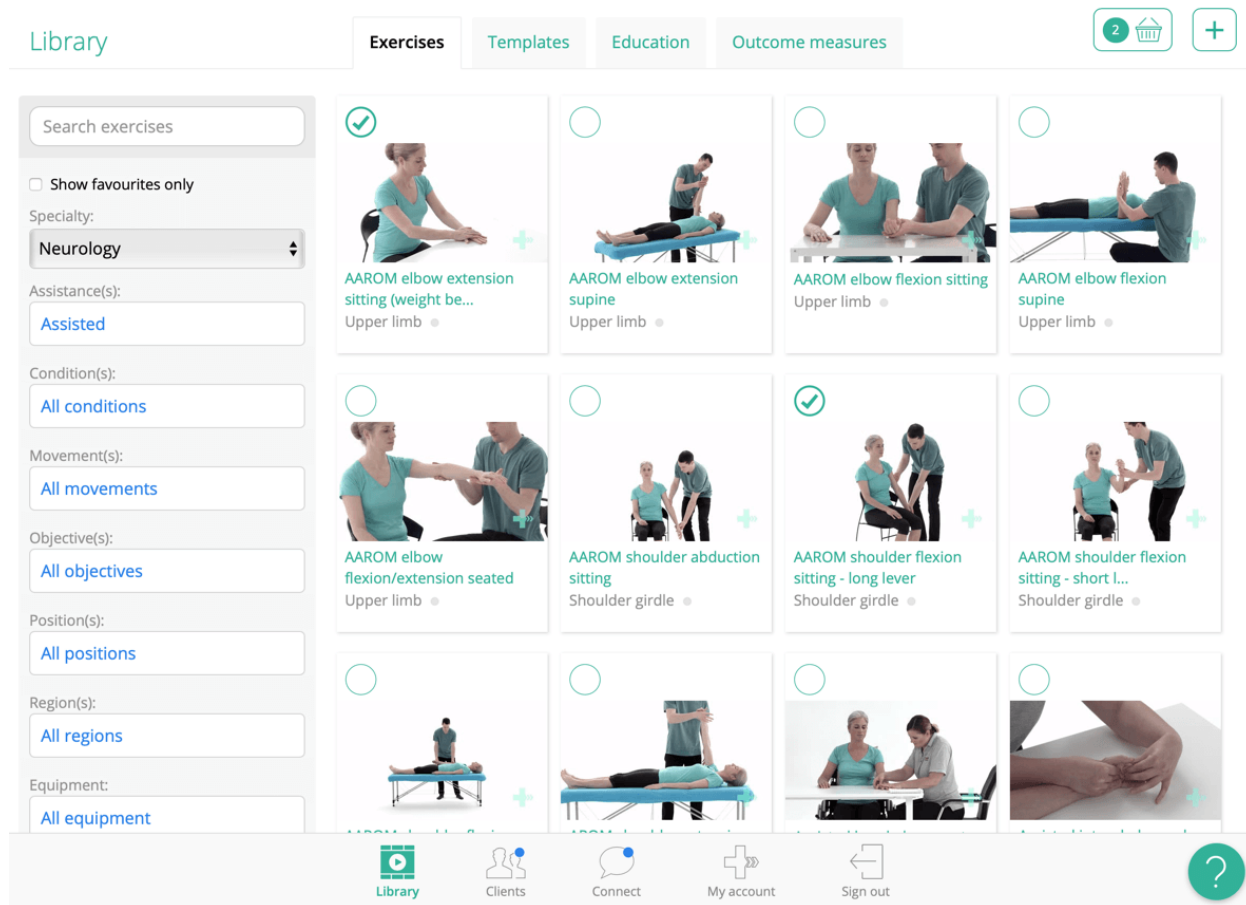 Library
Exercises
Templates
Education
Outcome measures
2
Search exercises
Show favourites only
Specialty:
Neurology
Assistance(s):
Assisted
Condition(s):
All conditions
Movement(s):
All movements
Objective(s):
All objectives
Position(s):
All positions
Region(s):
All regions
Equipment:
All equipment
AAROM elbow extension
sitting (weight be...
Upper limb
AAROM elbow extension
supine
Upper limb
AAROM elbow flexion sitting
Upper limb
AAROM elbow flexion
supine
Upper limb
AAROM elbow
flexion/extension seated
Upper limb
AAROM shoulder abduction
sitting
Shoulder girdle
AAROM shoulder flexion
sitting - long lever
Shoulder girdle
AAROM shoulder flexion
sitting - short l...
Shoulder girdle
Library
Clients
Connect
My account
Sign out
?